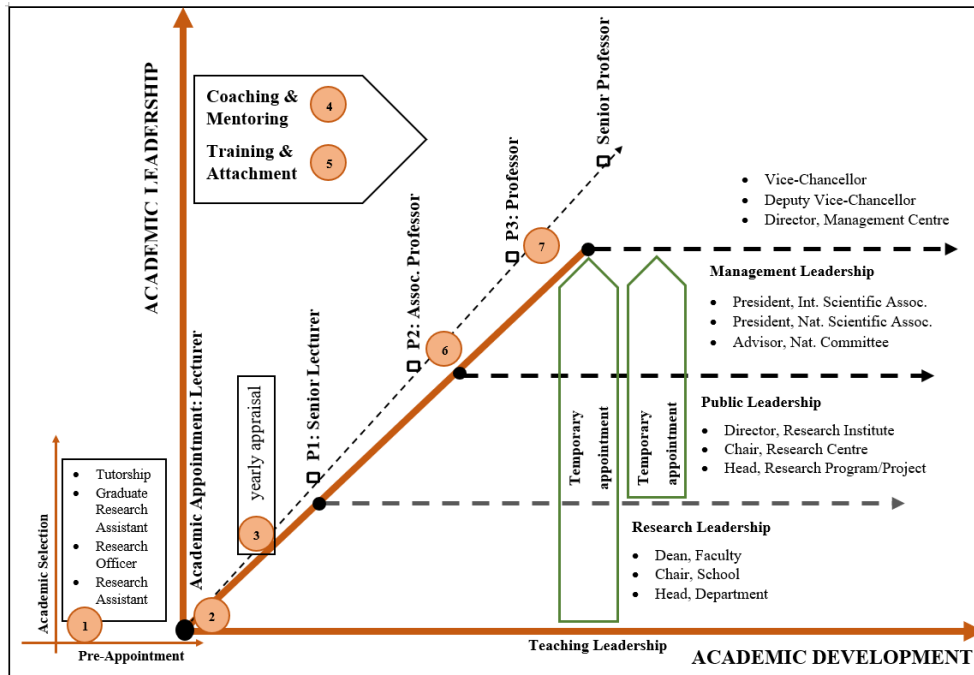 ACADEMIC LEADERSHIP
Coaching &
Mentoring
4
Training &
Attachment
5
Senior Professor
P3: Professor
7
P2: Assoc. Professor
6
P1: Senior Lecturer
yearly appraisal
3
Academic Appointment: Lecturer
2
Academic Selection
Tutorship
Graduate
Research
Assistant
Research
Officer
Research
Assistant
1
Pre-Appointment
Vice-Chancellor
Deputy Vice-Chancellor
Director, Management Centre
Management Leadership
President, Int. Scientific Assoc.
President, Nat. Scientific Assoc.
Advisor, Nat. Committee
Public Leadership
Director, Research Institute
Chair, Research Centre
Head, Research Program/Project
Research Leadership
Dean, Faculty
Chair, School
Head, Department
Temporary
appointment
Temporary
appointment
Teaching Leadership
ACADEMIC DEVELOPMENT